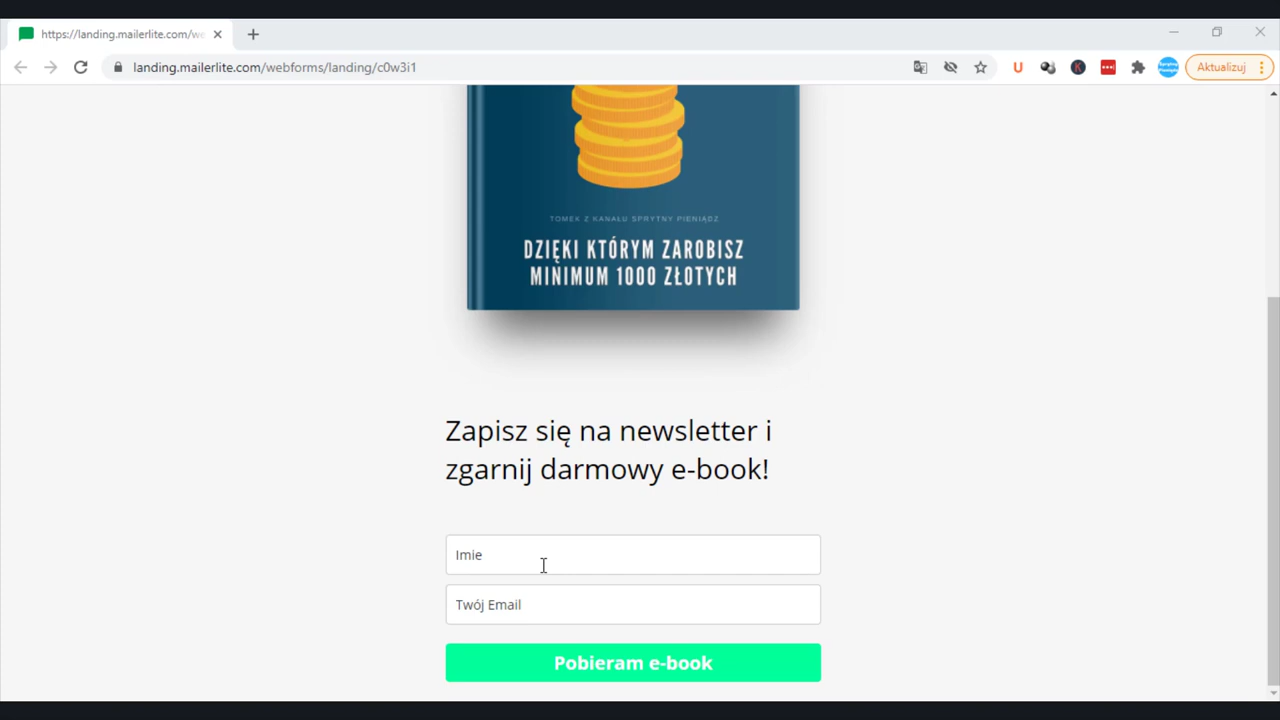 https://landing.mailerlite.com/we
landing.mailerlite.com/webforms/landing/c0w3i1
Aktualizuj
TOMEK Z KANAŁU SPRYTNY PIENIĄDZ
DZIĘKI KTÓRYM ZAROBISZ
MINIMUM 1000 ZŁOTYCH
Zapisz się na newsletter i
zgarnij darmowy e-book!
Imie
Twój Email
Pobieram e-book